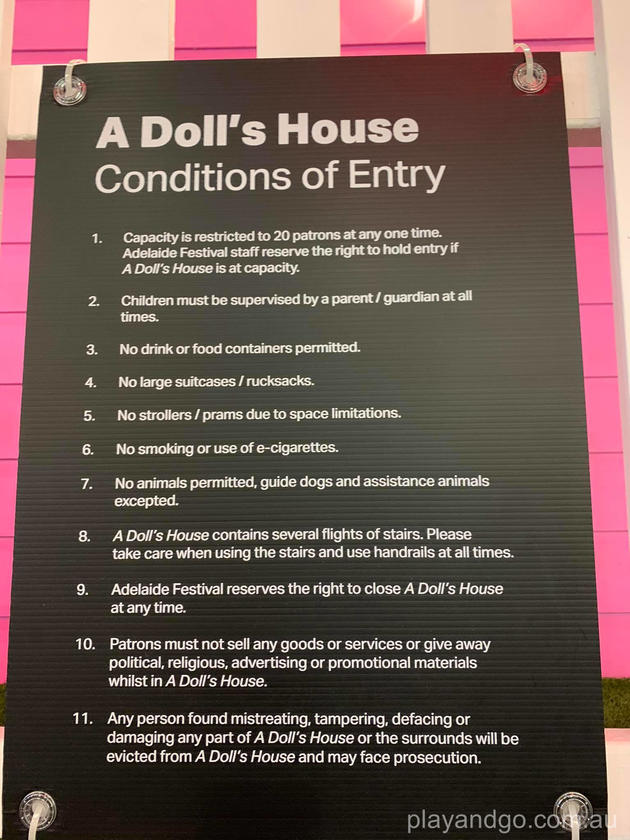 A Doll's House
Conditions of Entry
1. Capacity is restricted to 20 patrons at any one time.
Adelaide Festival staff reserve the right to hold entry if
A Doll's House is at capacity.
2. Children must be supervised by a parent / guardian at all
times.
3. No drink or food containers permitted.
4. No large suitcases / rucksacks.
5. No strollers / prams due to space limitations.
6. No smoking or use of e-cigarettes.
7. No animals permitted, guide dogs and assistance animals
excepted.
8. A Doll's House contains several flights of stairs. Please
take care when using the stairs and use handrails at all times.
9. Adelaide Festival reserves the right to close A Doll's House
at any time.
10. Patrons must not sell any goods or services or give away
political, religious, advertising or promotional materials
whilst in A Doll's House.
11. Any person found mistreating, tampering, defacing or
damaging any part of A Doll's House or the surrounds will be
evicted from A Doll's House and may face prosecution.
playandgo.com.au